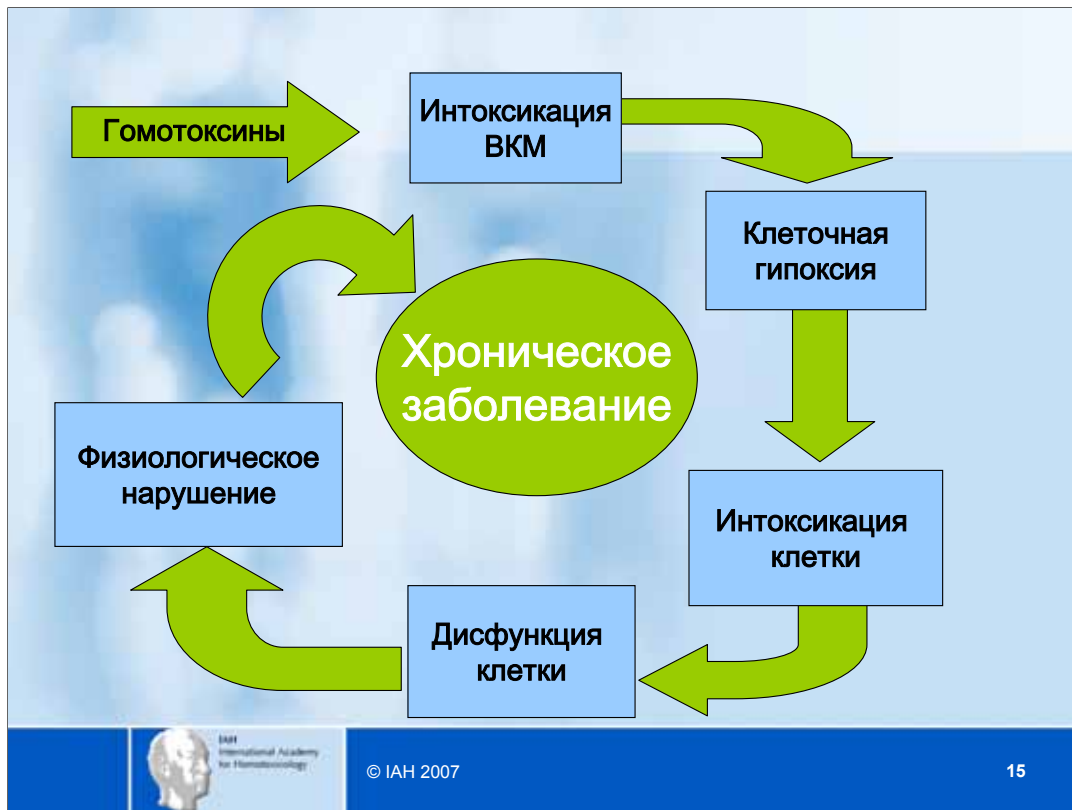 Гомотоксины
Интоксикация
ВКМ
Клеточная
гипоксия
Интоксикация
клетки
Дисфункция
клетки
Физиологическое
нарушение
Хроническое
заболевание
IAH
International Academy
for Homotoxicology
© IAH 2007
15